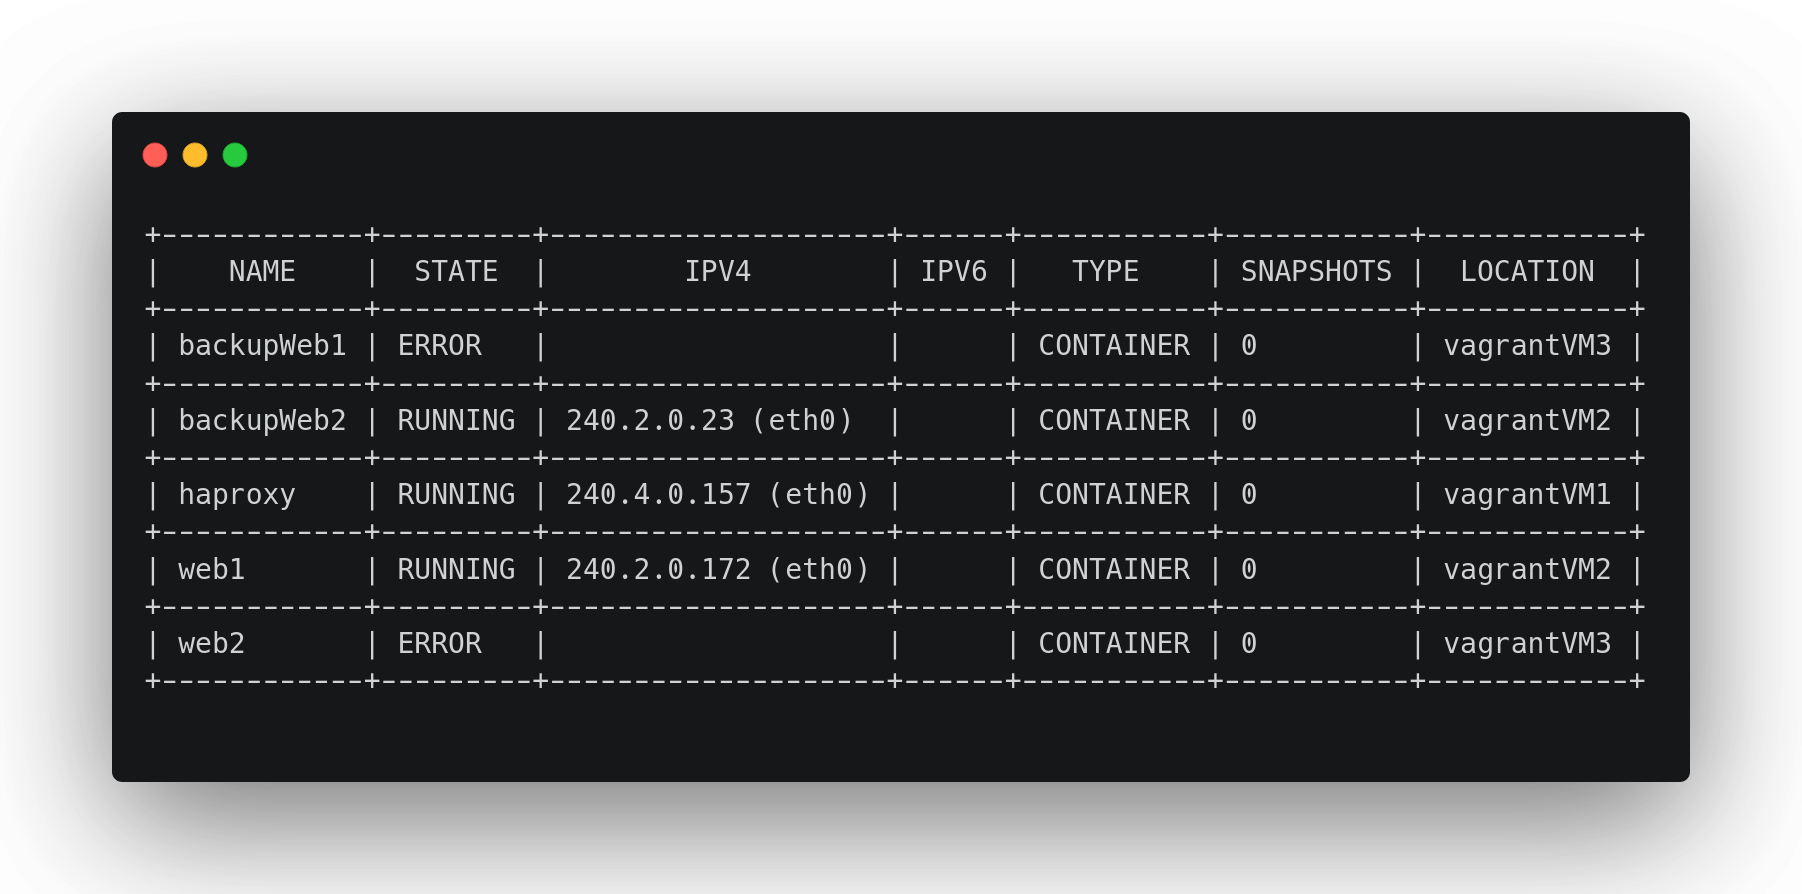 +------------+---------+-------------------+------+-----------+-----------+------------+
|    NAME    |  STATE  |        IPV4       | IPV6 |   TYPE    | SNAPSHOTS |  LOCATION  |
+------------+---------+-------------------+------+-----------+-----------+------------+
| backupWeb1 | ERROR   |                   |      | CONTAINER | 0         | vagrantVM3 |
+------------+---------+-------------------+------+-----------+-----------+------------+
| backupWeb2 | RUNNING | 240.2.0.23 (eth0)  |      | CONTAINER | 0         | vagrantVM2 |
+------------+---------+-------------------+------+-----------+-----------+------------+
| haproxy    | RUNNING | 240.4.0.157 (eth0) |      | CONTAINER | 0         | vagrantVM1 |
+------------+---------+-------------------+------+-----------+-----------+------------+
| web1       | RUNNING | 240.2.0.172 (eth0) |      | CONTAINER | 0         | vagrantVM2 |
+------------+---------+-------------------+------+-----------+-----------+------------+
| web2       | ERROR   |                   |      | CONTAINER | 0         | vagrantVM3 |
+------------+---------+-------------------+------+-----------+-----------+------------+